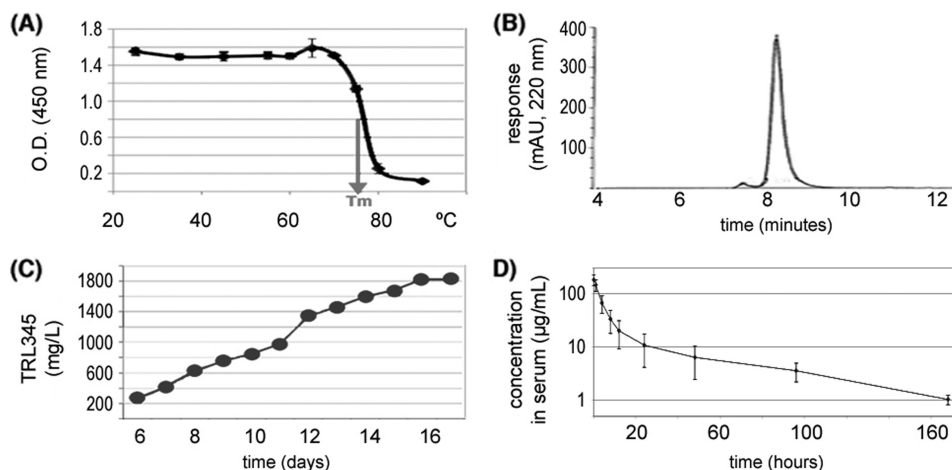 (A)
O.D. (450 nm)
1.8
1.4
1.0
0.6
0.2
Tm
20 40 60 80 ºC
(B)
response
(mAU, 220 nm)
400
300
200
100
4 6 8 10 12
time (minutes)
(C)
TRL345
(mg/L)
1800
1400
1000
600
200
6 8 10 12 14 16
time (days)
(D)
concentration
in serum (µg/mL)
100
10
1
20 60 100 160
time (hours)